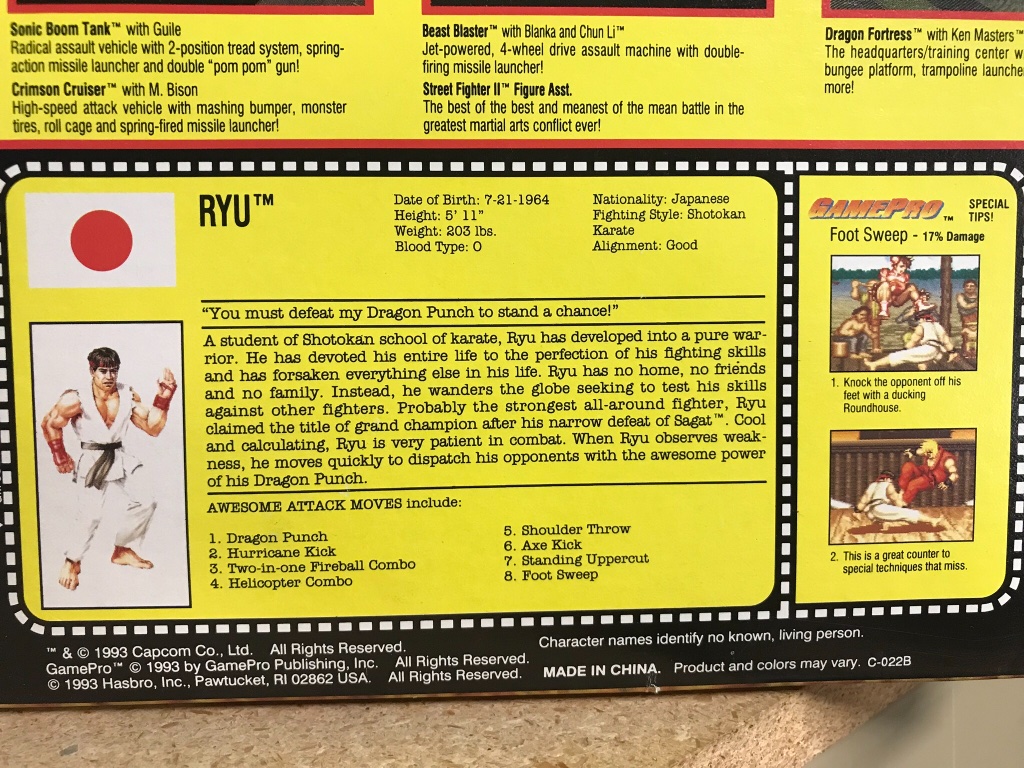 Sonic Boom Tank™ with Guile
Radical assault vehicle with 2-position tread system, spring-
action missile launcher and double "pom pom" gun!
Crimson Cruiser™ with M. Bison
High-speed attack vehicle with mashing bumper, monster
tires, roll cage and spring-fired missile launcher!
Beast Blaster™ with Blanka and Chun Li™
Jet-powered, 4-wheel drive assault machine with double-
firing missile launcher!
Street Fighter II™ Figure Asst.
The best of the best and meanest of the mean battle in the
greatest martial arts conflict ever!
Dragon Fortress™ with Ken Masters™
The headquarters/training center
bungee platform, trampoline
more!
RYU™
Date of Birth: 7-21-1964
Height: 5' 11"
Weight: 203 lbs.
Blood Type: O
Nationality: Japanese
Fighting Style: Shotokan
Karate
Alignment: Good
"You must defeat my Dragon Punch to stand a chance!"
A student of Shotokan school of karate, Ryu has developed into a pure war-
rior. He has devoted his entire life to the perfection of his fighting skills
and has forsaken everything else in his life. Ryu has no home, no friends
and no family. Instead, he wanders the globe seeking to test his skills
against other fighters. Probably the strongest all-around fighter, Ryu
claimed the title of grand champion after his narrow defeat of Sagat™. Cool
and calculating, Ryu is very patient in combat. When Ryu observes weak-
ness, he moves quickly to dispatch his opponents with the awesome power
of his Dragon Punch.
AWESOME ATTACK MOVES include:
1. Dragon Punch
2. Hurricane Kick
3. Two-in-one Fireball Combo
4. Helicopter Combo
5. Shoulder Throw
6. Axe Kick
7. Standing Uppercut
8. Foot Sweep
GAMEPRO™ SPECIAL
TIPS!
Foot Sweep - 17% Damage
1. Knock the opponent off his
feet with a ducking
Roundhouse.
2. This is a great counter to
special techniques that miss.
™ & © 1993 Capcom Co., Ltd. All Rights Reserved.
GamePro™ © 1993 by GamePro Publishing, Inc. All Rights Reserved.
© 1993 Hasbro, Inc., Pawtucket, RI 02862 USA. All Rights Reserved.
Character names identify no known, living person.
MADE IN CHINA. Product and colors may vary. C-022B